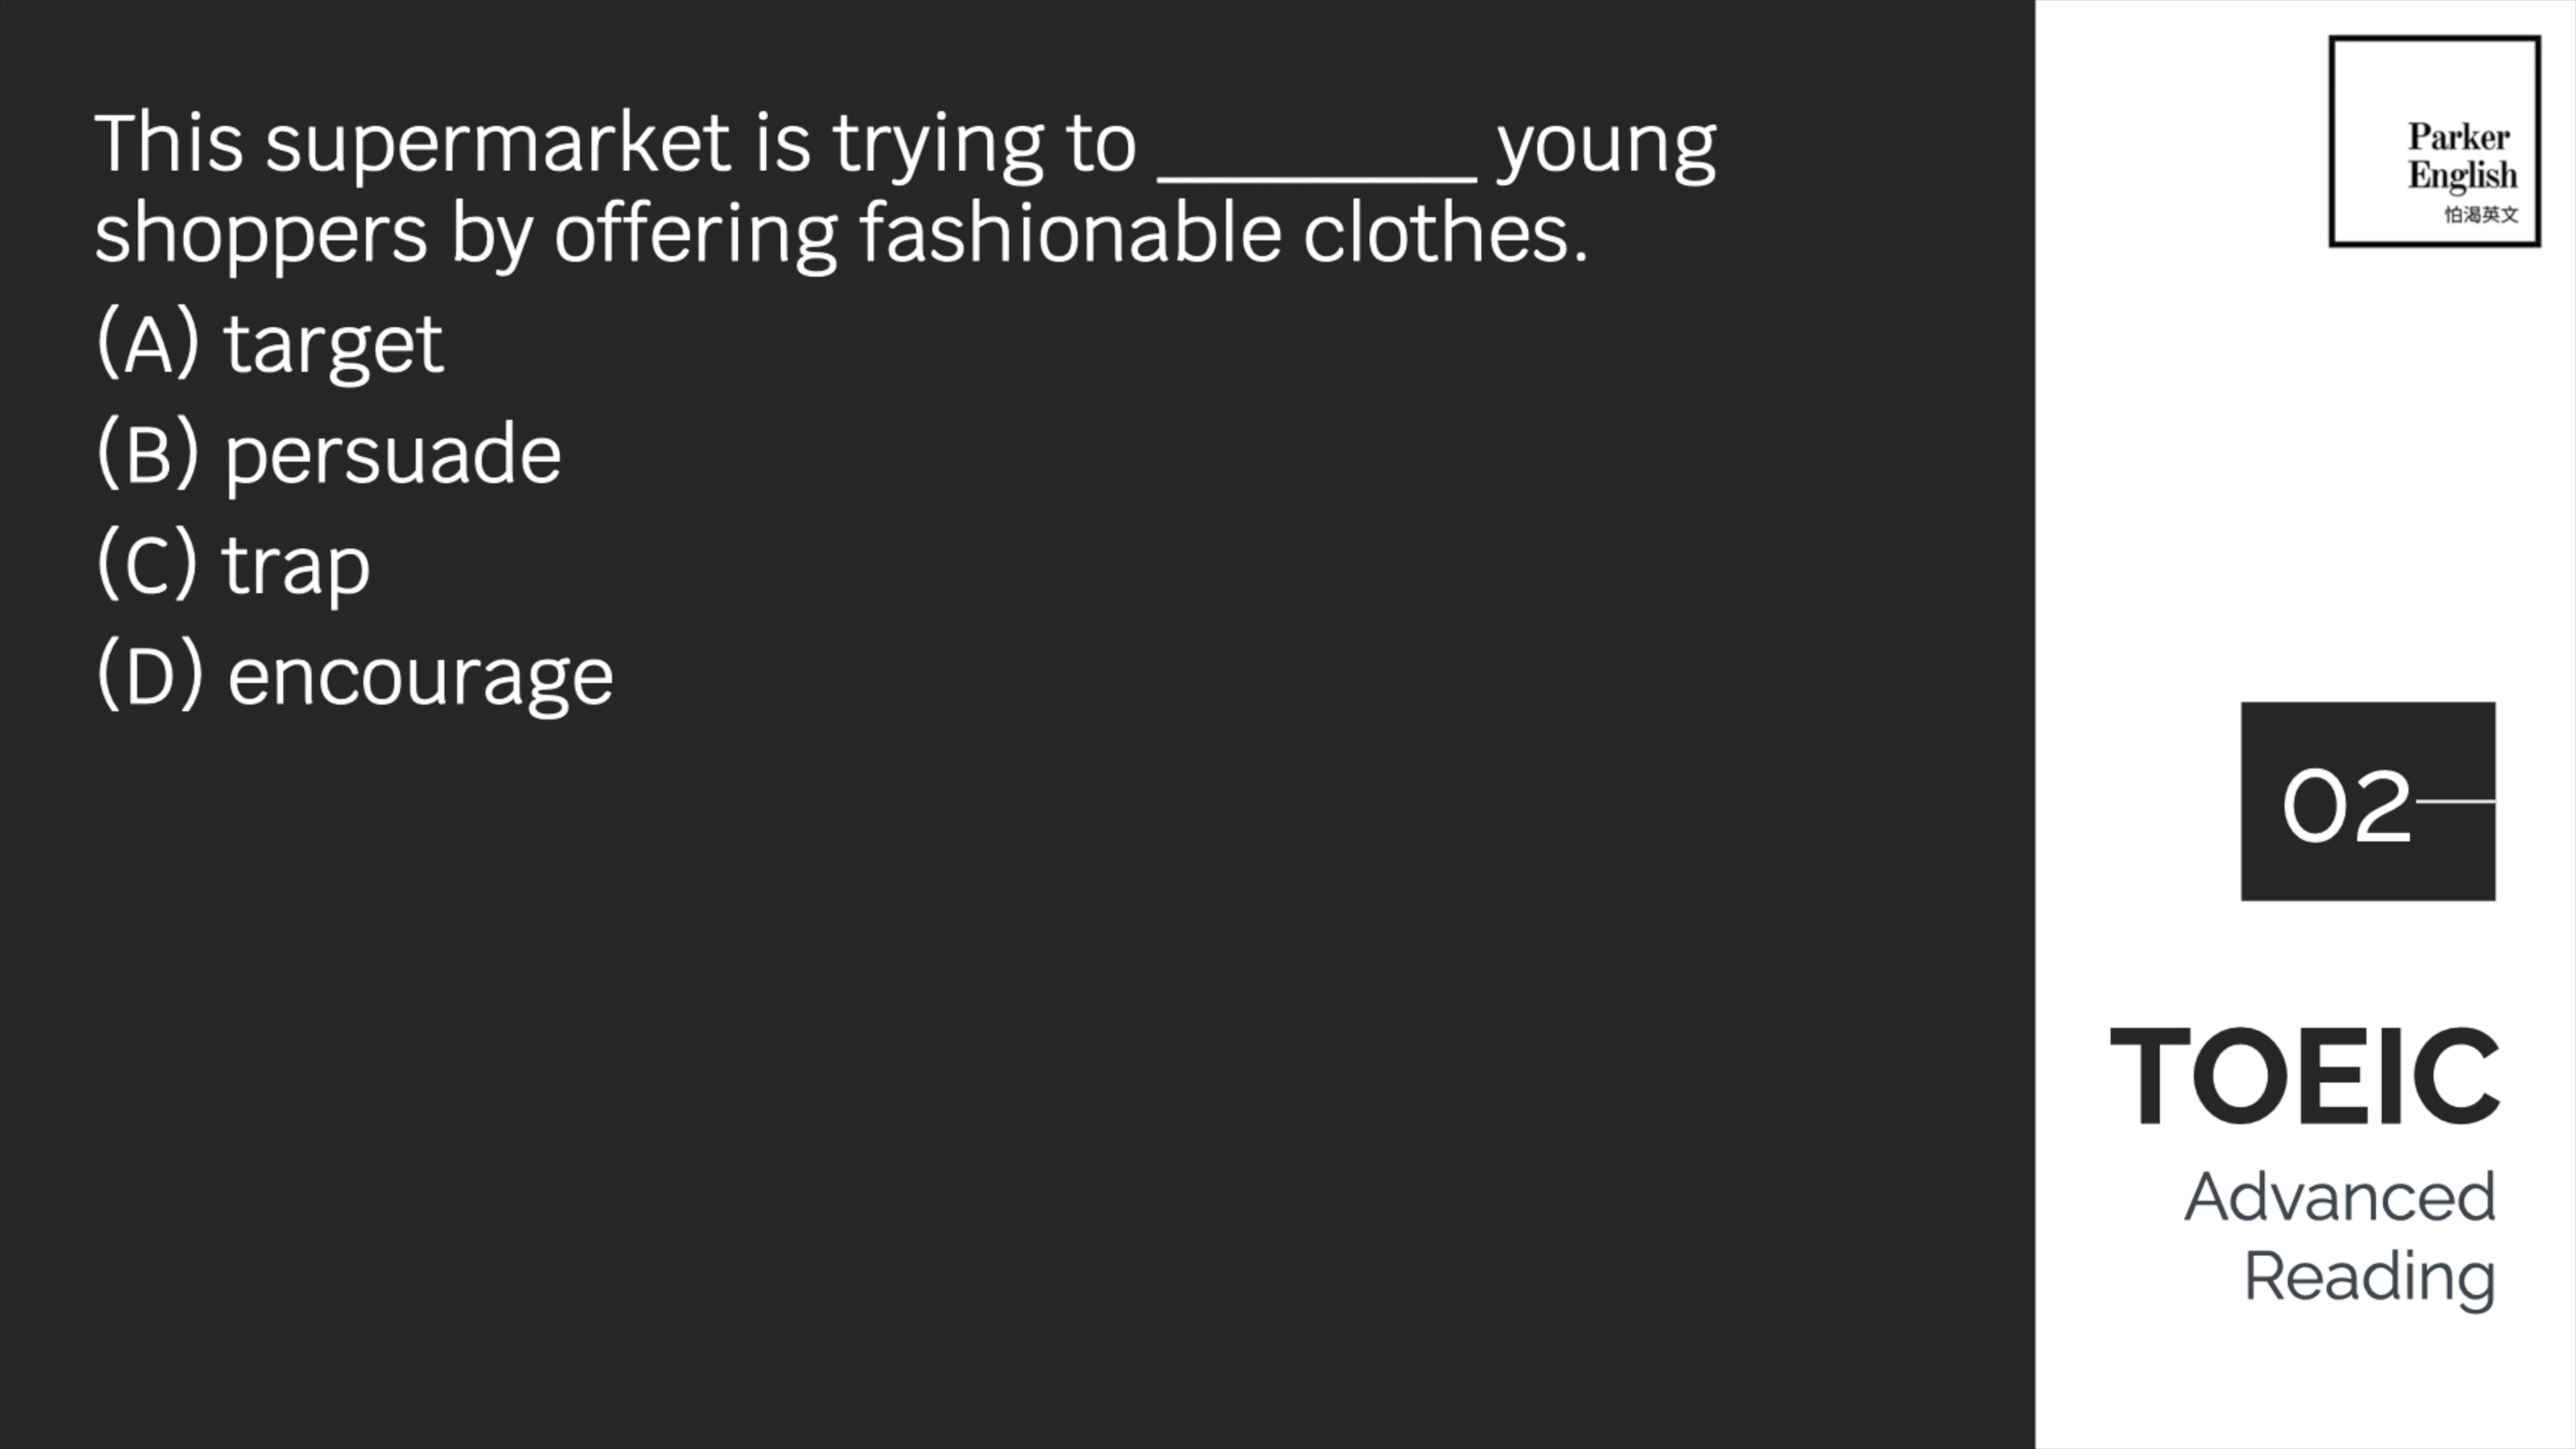 This supermarket is trying to ________ young
shoppers by offering fashionable clothes.
(A) target
(B) persuade
(C) trap
(D) encourage
Parker
English
怕渴英文
02
TOEIC
Advanced
Reading